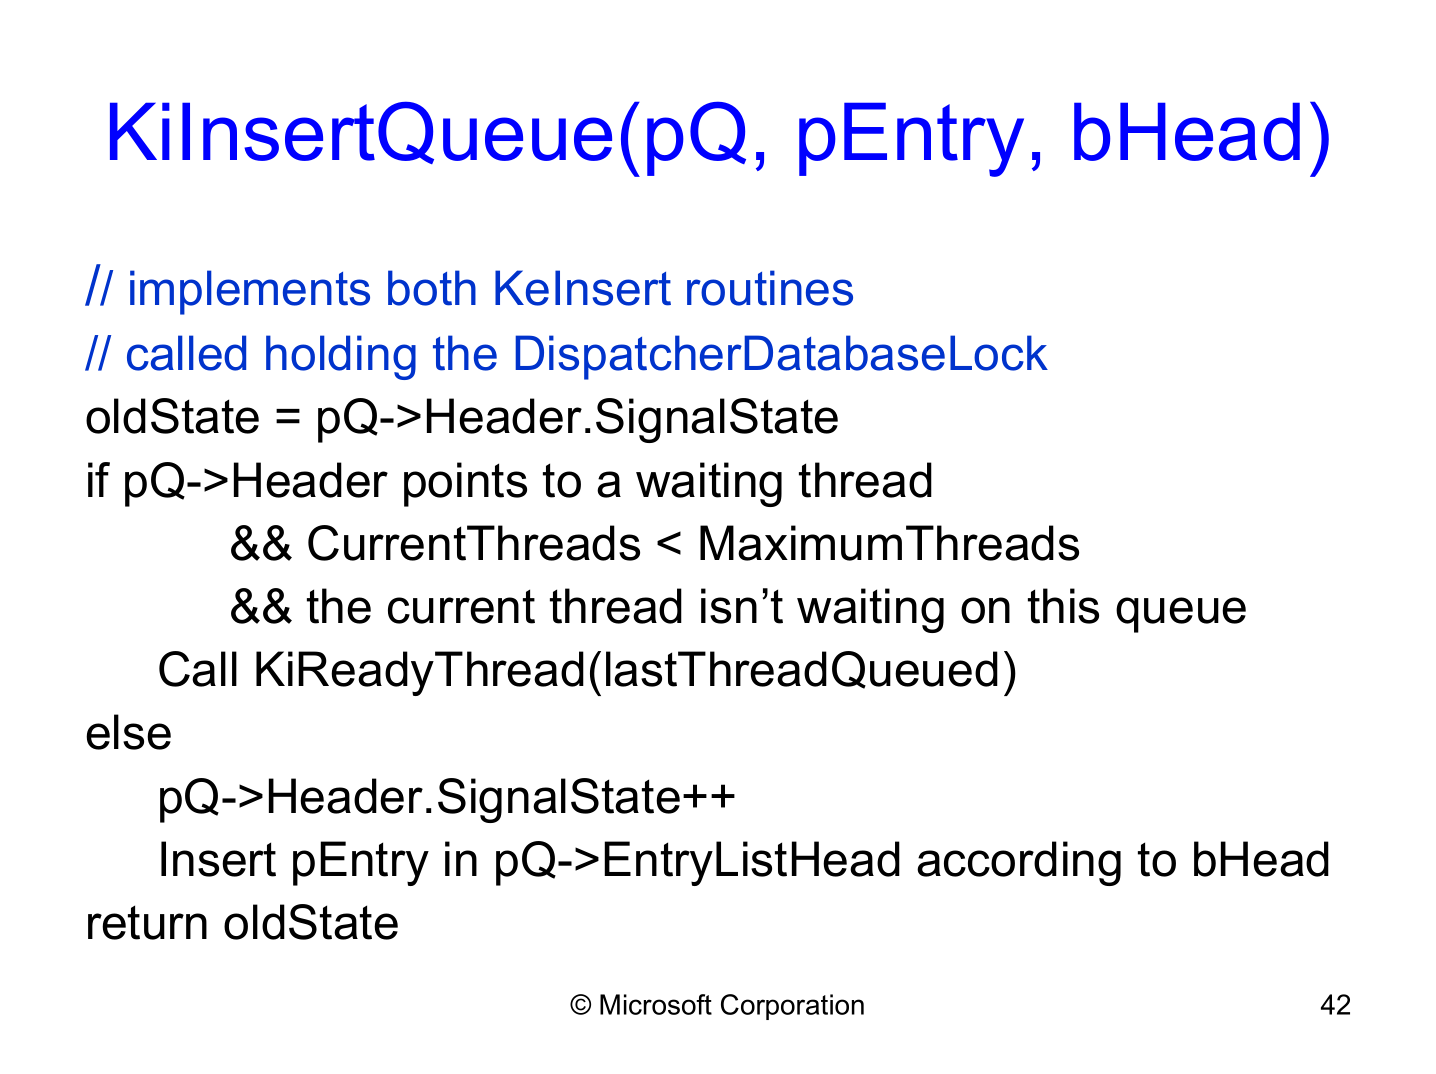 KiInsertQueue(pQ, pEntry, bHead)
// implements both KeInsert routines
// called holding the DispatcherDatabaseLock
oldState = pQ->Header.SignalState
if pQ->Header points to a waiting thread
&& CurrentThreads < MaximumThreads
&& the current thread isn’t waiting on this queue
Call KiReadyThread(lastThreadQueued)
else
pQ->Header.SignalState++
Insert pEntry in pQ->EntryListHead according to bHead
return oldState
© Microsoft Corporation
42